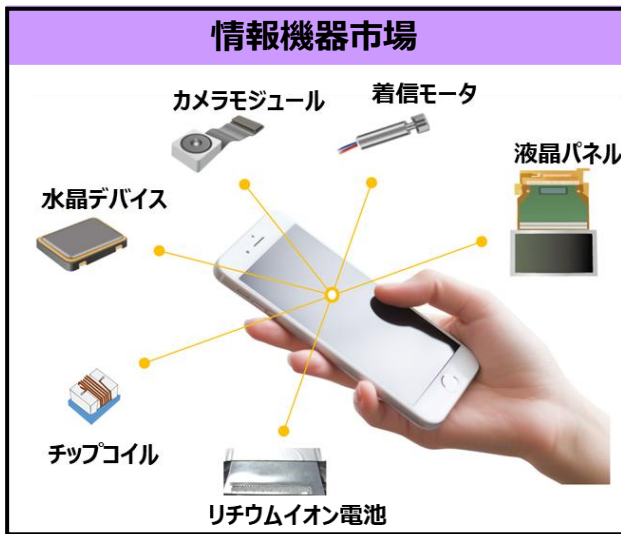 情報機器市場
カメラモジュール
着信モータ
液晶パネル
水晶デバイス
チップコイル
リチウムイオン電池